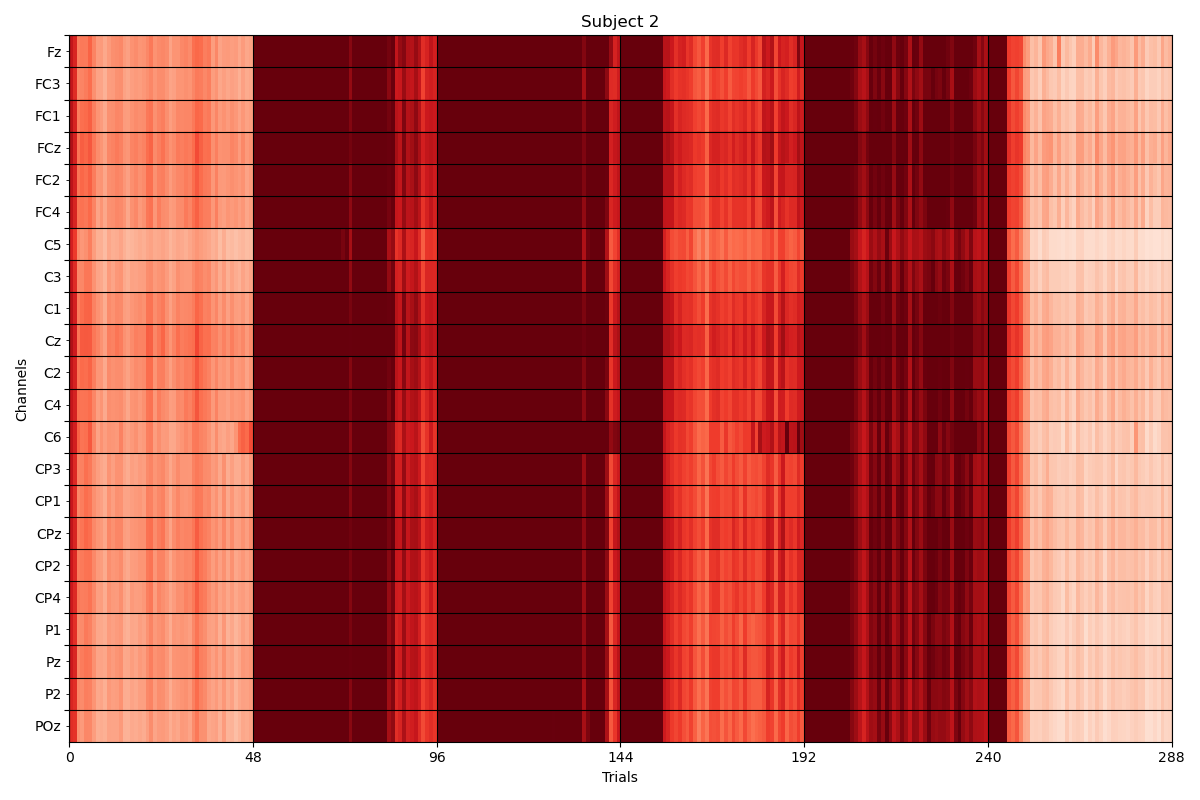 Subject 2
Fz
FC3
FC1
FCz
FC2
FC4
C5
C3
C1
Cz
C2
C4
C6
CP3
CP1
CPz
CP2
CP4
P1
Pz
P2
POz
Channels
0 48 96 144 192 240 288
Trials